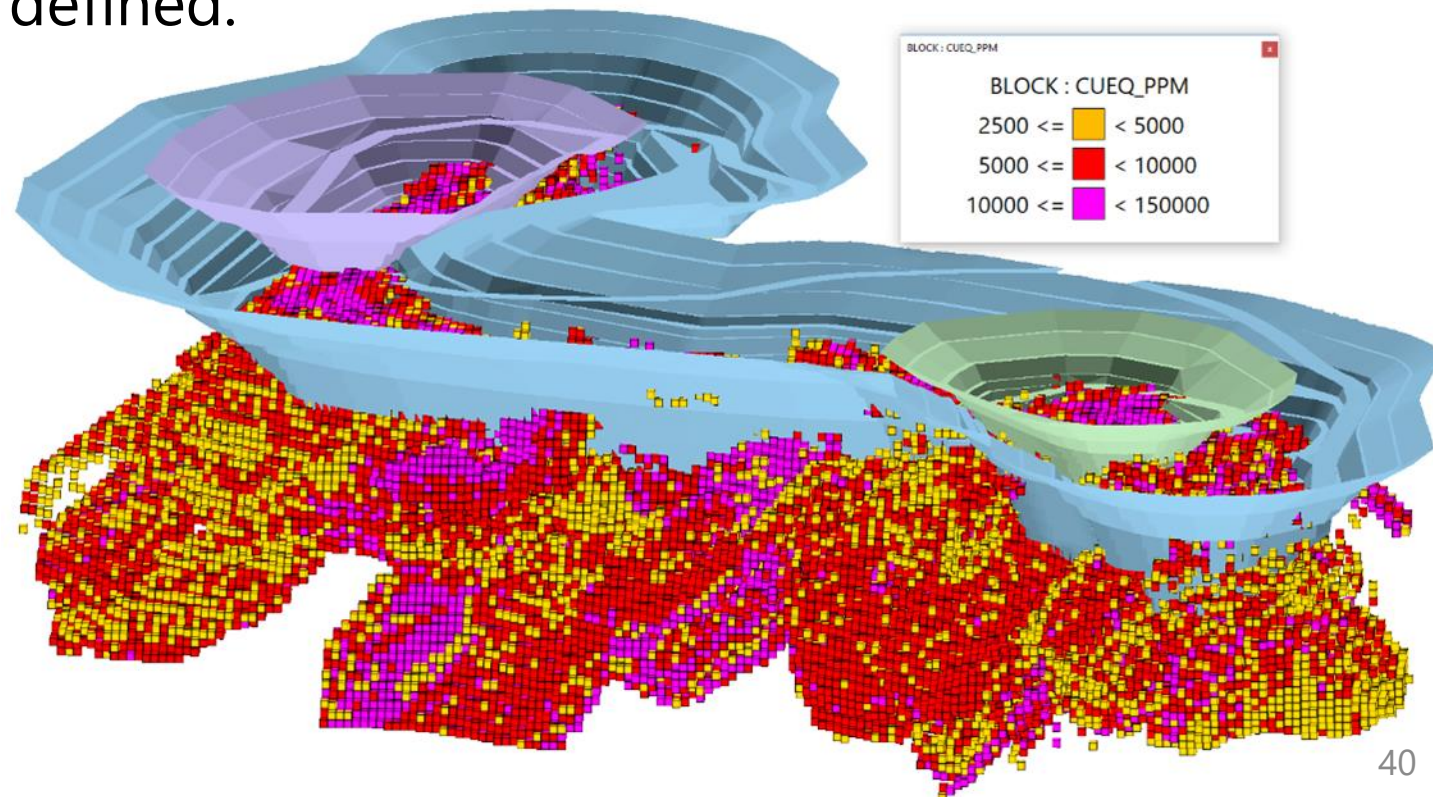 defined.
BLOCK : CUEQ_PPM
x
BLOCK : CUEQ_PPM
2500 <= < 5000
5000 <= < 10000
10000 <= < 150000
40